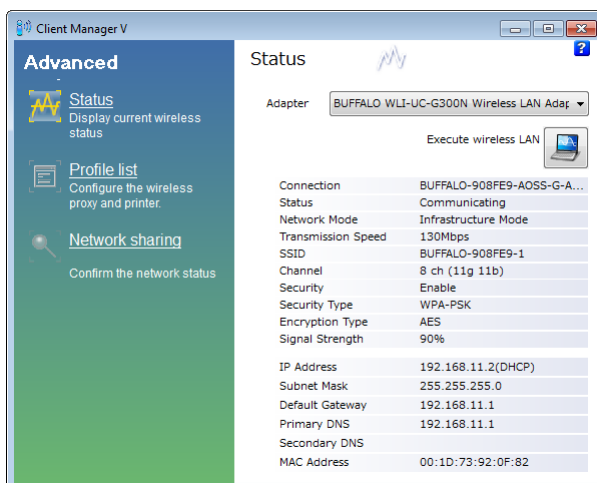 Client Manager V
Advanced
Status
Display current wireless
status
Profile list
Configure the wireless
proxy and printer.
Network sharing
Confirm the network status
Status
?
Adapter BUFFALO WLI-UC-G300N Wireless LAN Adap
Execute wireless LAN
Connection BUFFALO-908FE9-AOSS-G-A...
Status Communicating
Network Mode Infrastructure Mode
Transmission Speed 130Mbps
SSID BUFFALO-908FE9-1
Channel 8 ch (11g 11b)
Security Enable
Security Type WPA-PSK
Encryption Type AES
Signal Strength 90%
IP Address 192.168.11.2(DHCP)
Subnet Mask 255.255.255.0
Default Gateway 192.168.11.1
Primary DNS 192.168.11.1
Secondary DNS
MAC Address 00:1D:73:92:0F:82